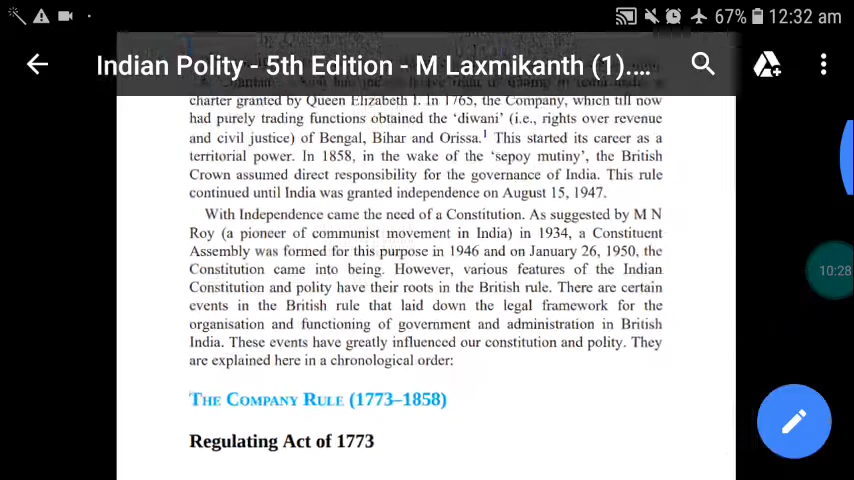 67% 12:32 am
Indian Polity - 5th Edition - M Laxmikanth (1)....
charter granted by Queen Elizabeth I. In 1765, the Company, which till now
had purely trading functions obtained the ‘diwani’ (i.e., rights over revenue
and civil justice) of Bengal, Bihar and Orissa.1 This started its career as a
territorial power. In 1858, in the wake of the ‘sepoy mutiny’, the British
Crown assumed direct responsibility for the governance of India. This rule
continued until India was granted independence on August 15, 1947.
With Independence came the need of a Constitution. As suggested by M N
Roy (a pioneer of communist movement in India) in 1934, a Constituent
Assembly was formed for this purpose in 1946 and on January 26, 1950, the
Constitution came into being. However, various features of the Indian
Constitution and polity have their roots in the British rule. There are certain
events in the British rule that laid down the legal framework for the
organisation and functioning of government and administration in British
India. These events have greatly influenced our constitution and polity. They
are explained here in a chronological order:
10:28
THE COMPANY RULE (1773–1858)
Regulating Act of 1773